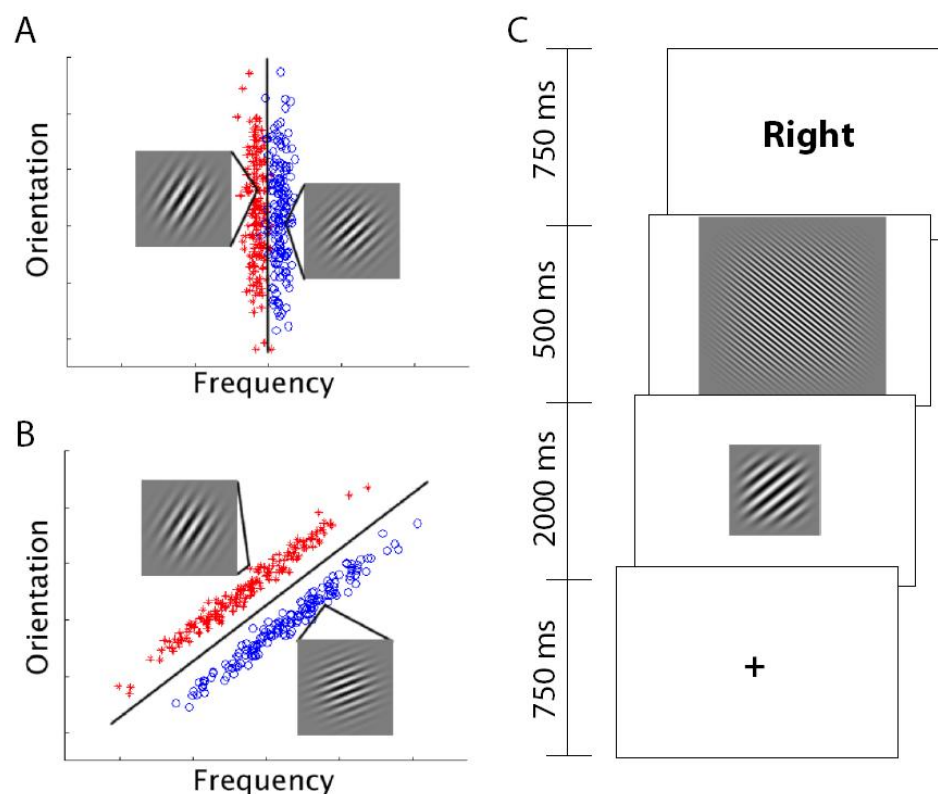 A
Orientation
Frequency
B
Orientation
Frequency
C
750 ms
Right
500 ms
2000 ms
750 ms
+